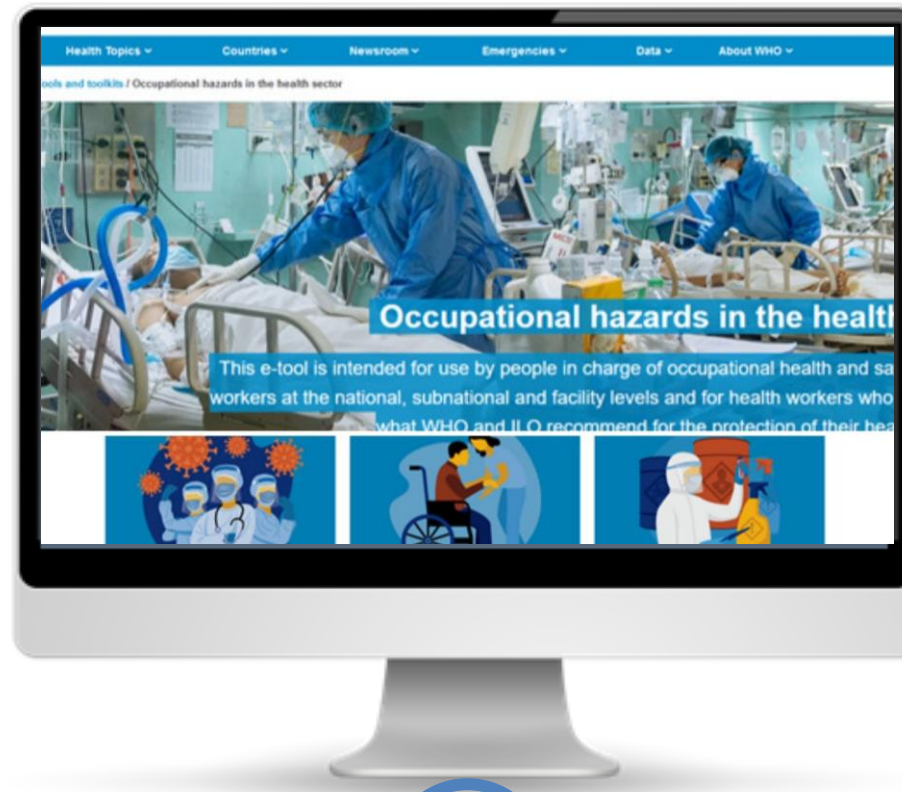 Health Topics Countries Newsroom Emergencies Data About WHO
ools and toolkits / Occupational hazards in the health sector
Occupational hazards in the healt
This e-tool is intended for use by people in charge of occupational health and sa
workers at the national, subnational and facility levels and for health workers who
what WHO and ILO recommend for the protection of their hea